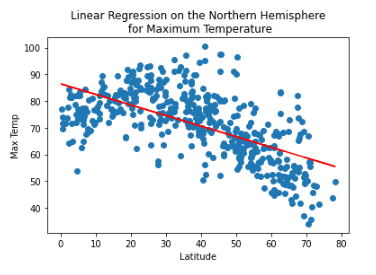 Linear Regression on the Northern Hemisphere
for Maximum Temperature
100
90
80
70
60
50
40
Max Temp
0 10 20 30 40 50 60 70 80
Latitude